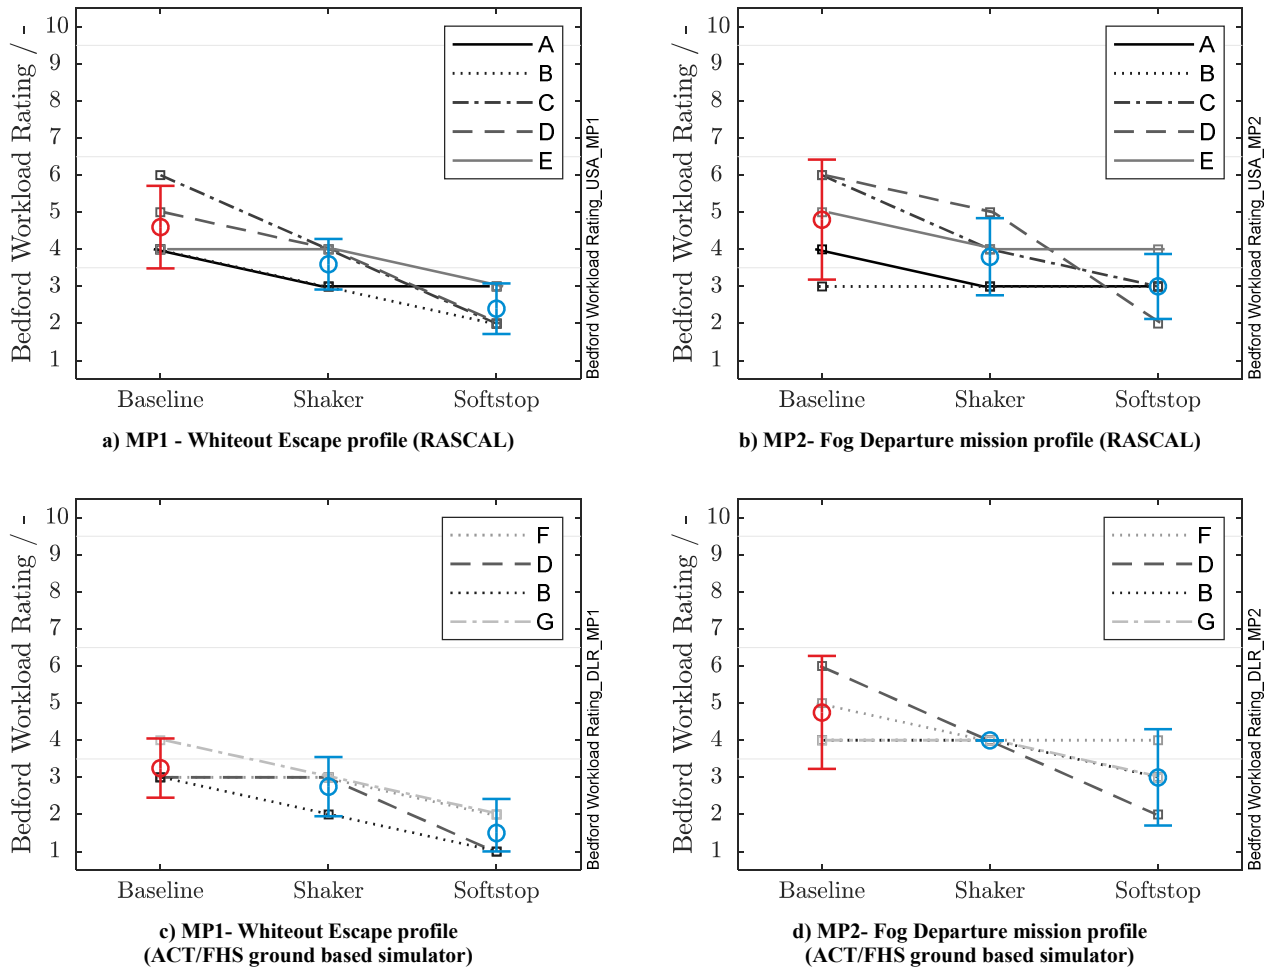 Bedford Workload Rating / -
10
9
8
7
6
5
4
3
2
1
Baseline
Shaker
Softstop
A
B
C
D
E
Bedford Workload Rating_USA_MP1
a) MP1 - Whiteout Escape profile (RASCAL)
Bedford Workload Rating / -
10
9
8
7
6
5
4
3
2
1
Baseline
Shaker
Softstop
A
B
C
D
E
Bedford Workload Rating_USA_MP2
b) MP2- Fog Departure mission profile (RASCAL)
Bedford Workload Rating / -
10
9
8
7
6
5
4
3
2
1
Baseline
Shaker
Softstop
F
D
B
G
Bedford Workload Rating_DLR_MP1
c) MP1- Whiteout Escape profile
(ACT/FHS ground based simulator)
Bedford Workload Rating / -
10
9
8
7
6
5
4
3
2
1
Baseline
Shaker
Softstop
F
D
B
G
Bedford Workload Rating_DLR_MP2
d) MP2- Fog Departure mission profile
(ACT/FHS ground based simulator)